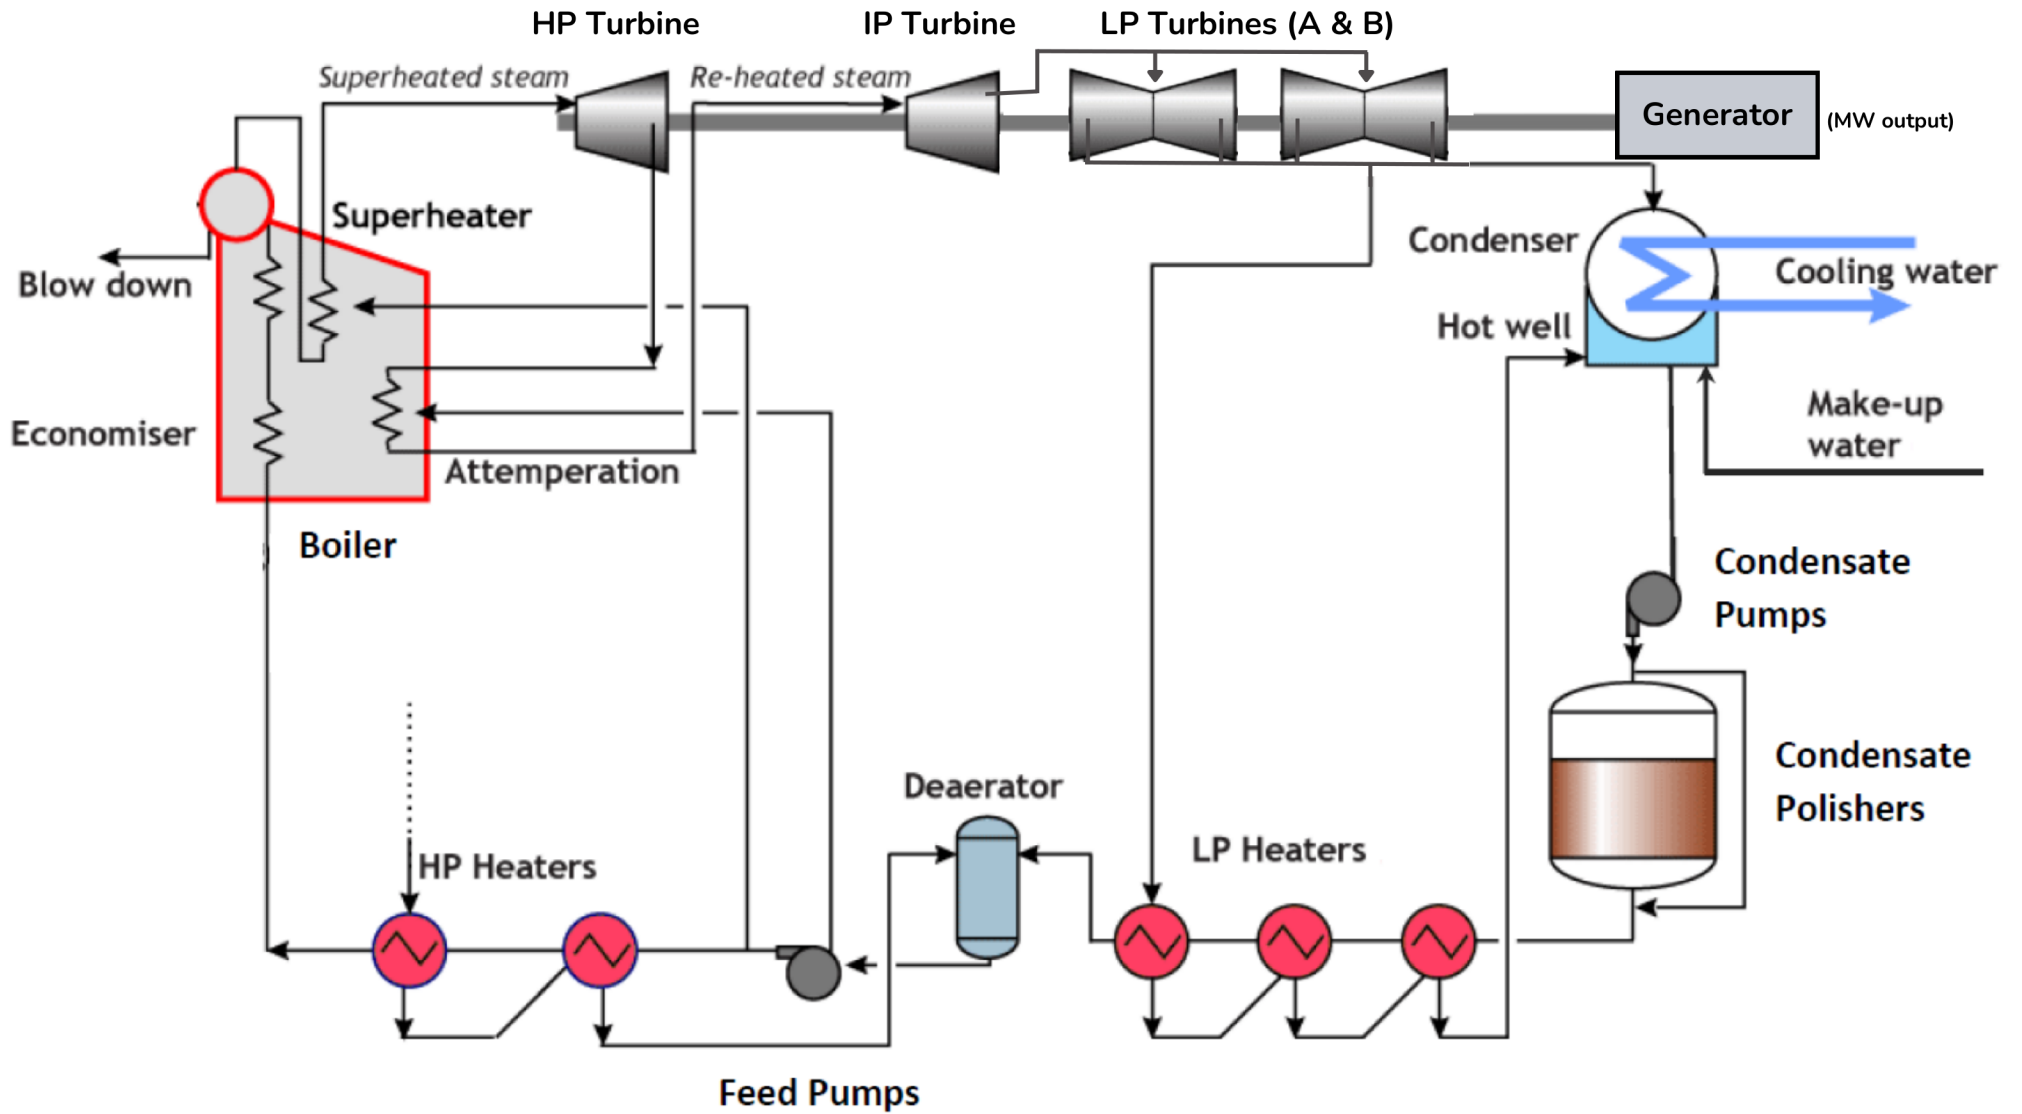 HP Turbine
IP Turbine
LP Turbines (A & B)
Superheated steam
Re-heated steam
Generator
(MW output)
Superheater
Condenser
Cooling water
Blow down
Hot well
Make-up
water
Economiser
Attemperation
Boiler
Condensate
Pumps
Condensate
Polishers
Deaerator
HP Heaters
LP Heaters
Feed Pumps